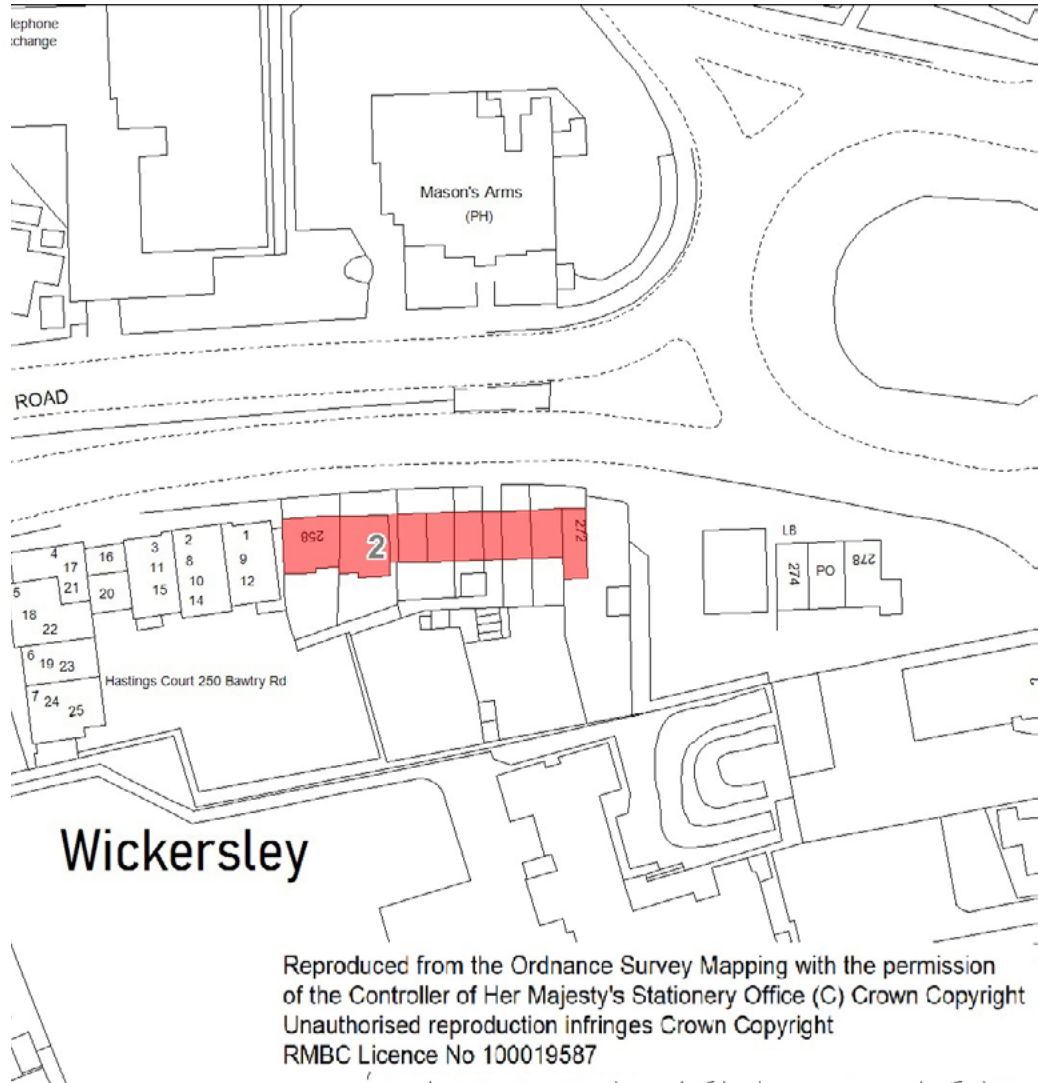 lephone
xchange
Mason's Arms
(PH)
ROAD
258
2
272
LB
274
PO
278
4
17
21
16
20
3
11
15
2
8
10
14
1
9
12
5
18
22
6
19
23
7
24
25
Hastings Court 250 Bawtry Rd
Wickersley
Reproduced from the Ordnance Survey Mapping with the permission
of the Controller of Her Majesty's Stationery Office (C) Crown Copyright
Unauthorised reproduction infringes Crown Copyright
RMBC Licence No 100019587